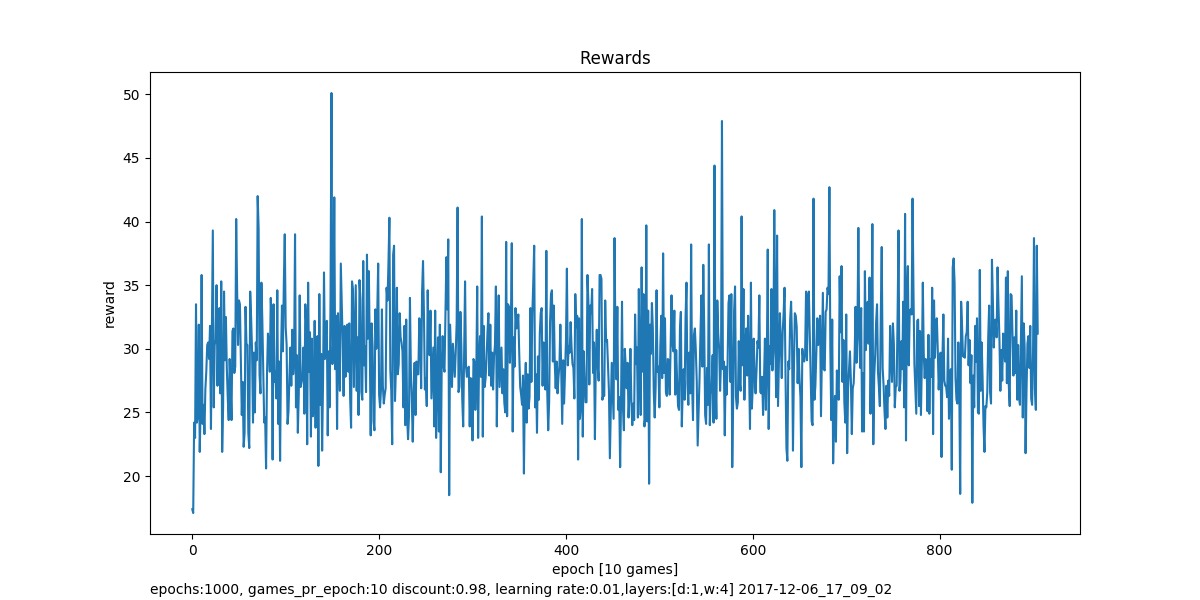 Rewards
50
45
40
35
30
25
20
reward
0 200 400 600 800
epoch [10 games]
epochs:1000, games_pr_epoch:10 discount:0.98, learning rate:0.01,layers:[d:1,w:4] 2017-12-06_17_09_02